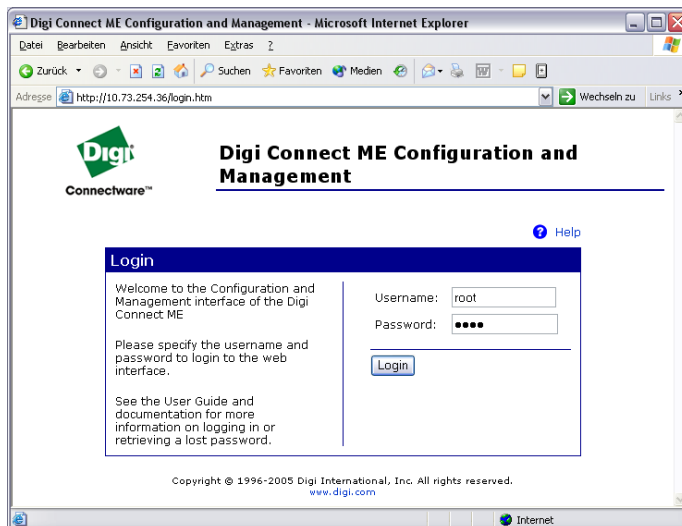 Digi Connect ME Configuration and Management - Microsoft Internet Explorer
Datei Bearbeiten Ansicht Favoriten Extras ?
Zurück Suchen Favoriten Medien
Adresse http://10.73.254.36/login.htm Wechseln zu Links
Digi
Connectware™
Digi Connect ME Configuration and
Management
? Help
Login
Welcome to the Configuration and
Management interface of the Digi
Connect ME
Please specify the username and
password to login to the web
interface.
See the User Guide and
documentation for more
information on logging in or
retrieving a lost password.
Username: root
Password: ●●●●
Login
Copyright © 1996-2005 Digi International, Inc. All rights reserved.
www.digi.com
Internet